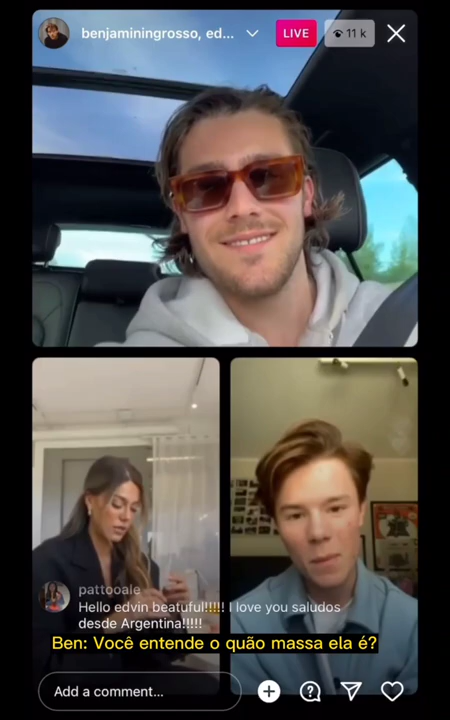 benjaminingrosso, ed...
LIVE
11 k
pattooale
Hello edvin beatuful!!!!! I love you saludos
desde Argentina!!!!!
Ben: Você entende o quão massa ela é?
Add a comment...